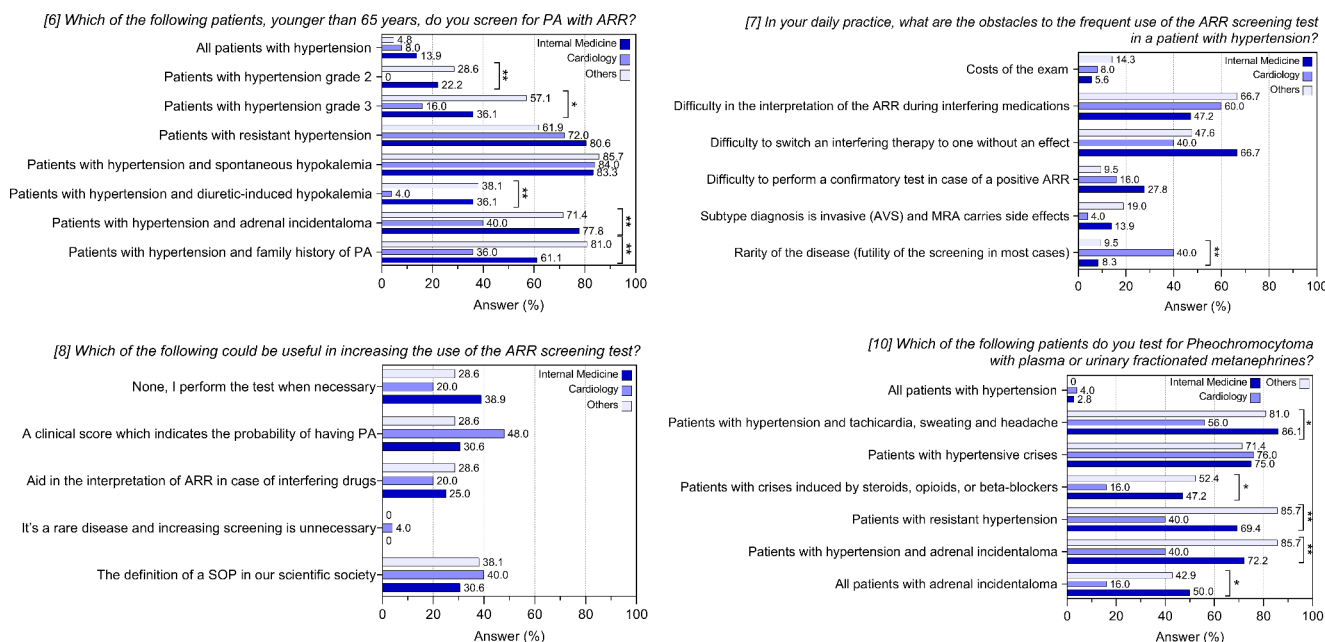 [6] Which of the following patients, younger than 65 years, do you screen for PA with ARR?
Internal Medicine
Cardiology
Others
All patients with hypertension
4.8
8.0
13.9
Patients with hypertension grade 2
28.6
0
22.2
**
Patients with hypertension grade 3
57.1
16.0
36.1
*
Patients with resistant hypertension
61.9
72.0
80.6
Patients with hypertension and spontaneous hypokalemia
85.7
84.0
83.3
Patients with hypertension and diuretic-induced hypokalemia
38.1
4.0
36.1
**
Patients with hypertension and adrenal incidentaloma
71.4
40.0
77.8
**
Patients with hypertension and family history of PA
81.0
36.0
61.1
**
0 20 40 60 80 100
Answer (%)
[7] In your daily practice, what are the obstacles to the frequent use of the ARR screening test
in a patient with hypertension?
Internal Medicine
Cardiology
Others
Costs of the exam
14.3
8.0
5.6
Difficulty in the interpretation of the ARR during interfering medications
66.7
60.0
47.2
Difficulty to switch an interfering therapy to one without an effect
47.6
40.0
66.7
Difficulty to perform a confirmatory test in case of a positive ARR
9.5
16.0
27.8
Subtype diagnosis is invasive (AVS) and MRA carries side effects
19.0
4.0
13.9
Rarity of the disease (futility of the screening in most cases)
9.5
40.0
8.3
**
0 20 40 60 80 100
Answer (%)
[8] Which of the following could be useful in increasing the use of the ARR screening test?
Internal Medicine
Cardiology
Others
None, I perform the test when necessary
28.6
20.0
38.9
A clinical score which indicates the probability of having PA
28.6
48.0
30.6
Aid in the interpretation of ARR in case of interfering drugs
28.6
20.0
25.0
It's a rare disease and increasing screening is unnecessary
0
4.0
0
The definition of a SOP in our scientific society
38.1
40.0
30.6
0 20 40 60 80 100
Answer (%)
[10] Which of the following patients do you test for Pheochromocytoma
with plasma or urinary fractionated metanephrines?
Internal Medicine Others
Cardiology
All patients with hypertension
0
4.0
2.8
Patients with hypertension and tachicardia, sweating and headache
81.0
56.0
86.1
*
Patients with hypertensive crises
71.4
76.0
75.0
Patients with crises induced by steroids, opioids, or beta-blockers
52.4
16.0
47.2
*
Patients with resistant hypertension
85.7
40.0
69.4
**
Patients with hypertension and adrenal incidentaloma
85.7
40.0
72.2
**
All patients with adrenal incidentaloma
42.9
16.0
50.0
*
0 20 40 60 80 100
Answer (%)